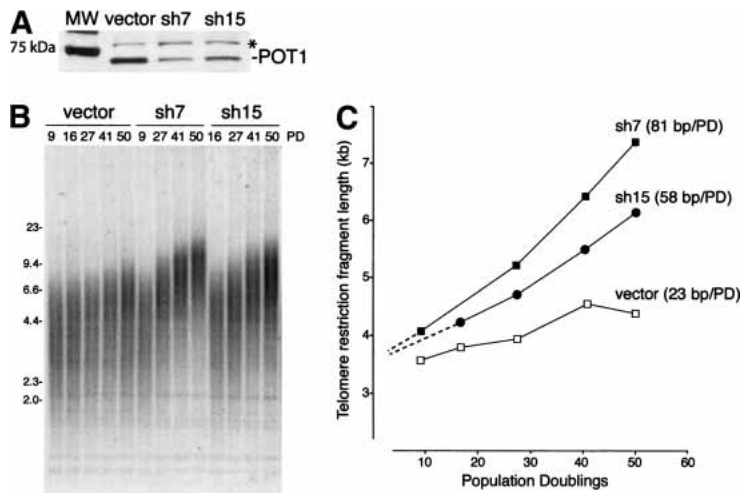 A
MW vector sh7 sh15
75 kDa
*
-POT1
B
vector sh7 sh15
9 16 27 41 50 9 27 41 50 16 27 41 50 PD
23-
9.4-
6.6-
4.4-
2.3-
2.0-
C
Telomere restriction fragment length (kb)
7
6
5
4
3
sh7 (81 bp/PD)
sh15 (58 bp/PD)
vector (23 bp/PD)
10 20 30 40 50 60
Population Doublings